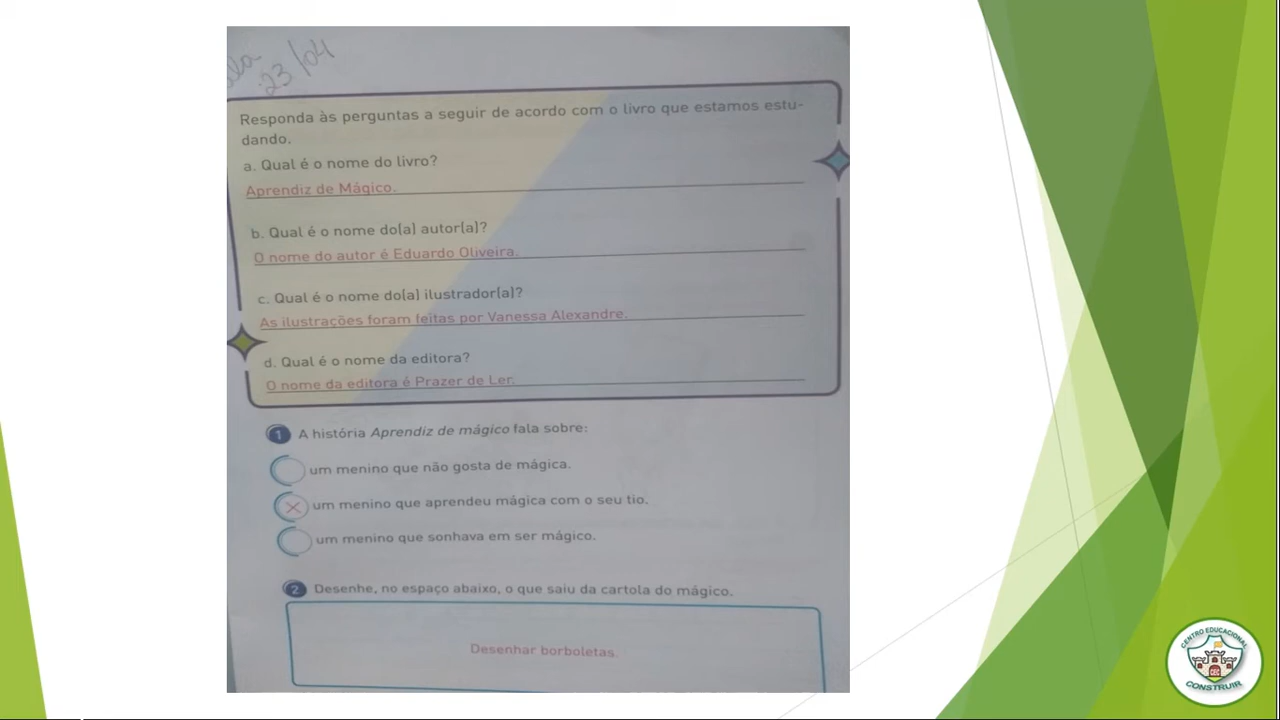 23/04
Responda às perguntas a seguir de acordo com o livro que estamos estu-
dando.
a. Qual é o nome do livro?
Aprendiz de Mágico.
b. Qual é o nome do(a) autor(a)?
O nome do autor é Eduardo Oliveira.
c. Qual é o nome do(a) ilustrador(a)?
As ilustrações foram feitas por Vanessa Alexandre.
d. Qual é o nome da editora?
O nome da editora é Prazer de Ler.
1 A história Aprendiz de mágico fala sobre:
um menino que não gosta de mágica.
X um menino que aprendeu mágica com o seu tio.
um menino que sonhava em ser mágico.
2 Desenhe, no espaço abaixo, o que saiu da cartola do mágico.
Desenhar borboletas.
CENTRO EDUCACIONAL
CEC
CONSTRUIR